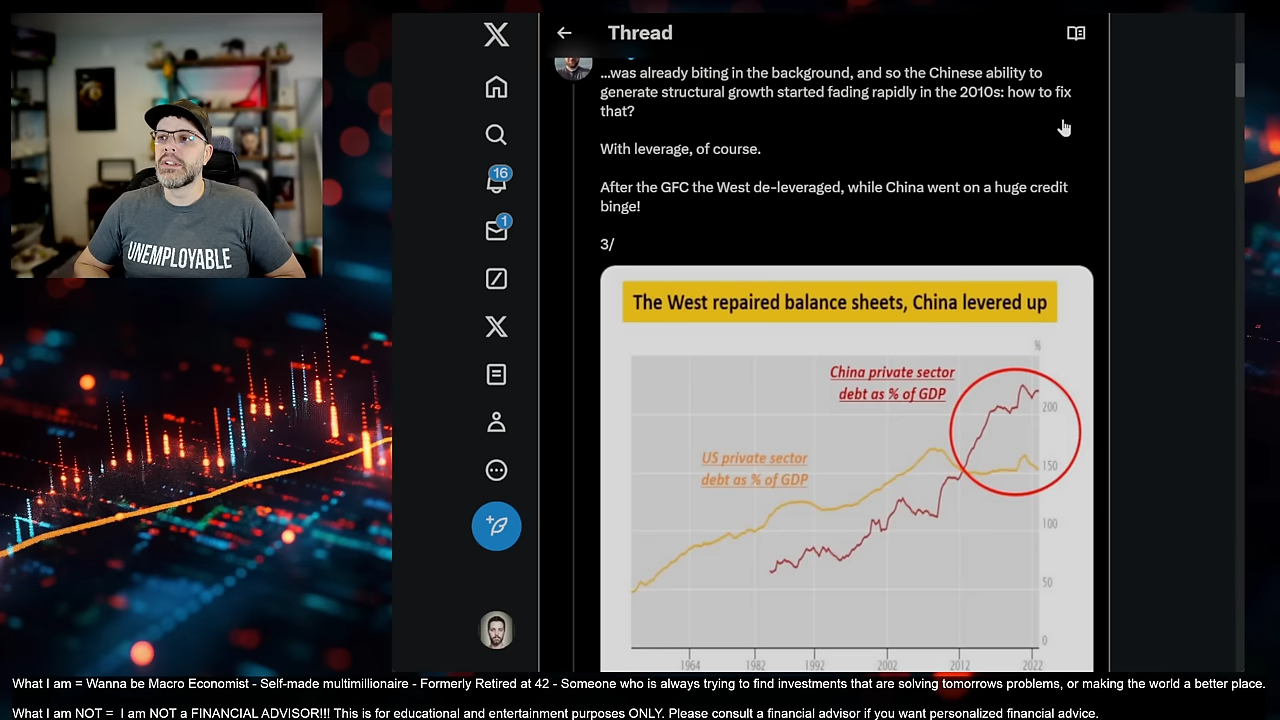 Thread
...was already biting in the background, and so the Chinese ability to
generate structural growth started fading rapidly in the 2010s: how to fix
that?
With leverage, of course.
After the GFC the West de-leveraged, while China went on a huge credit
binge!
3/
16
1
UNEMPLOYABLE
The West repaired balance sheets, China levered up
%
China private sector
debt as % of GDP
US private sector
debt as % of GDP
200
150
100
50
0
1964
1982
1992
2002
2012
2022
What I am = Wanna be Macro Economist - Self-made multimillionaire - Formerly Retired at 42 - Someone who is always trying to find investments that are solving tomorrows problems, or making the world a better place.
What I am NOT = I am NOT a FINANCIAL ADVISOR!!! This is for educational and entertainment purposes ONLY. Please consult a financial advisor if you want personalized financial advice.